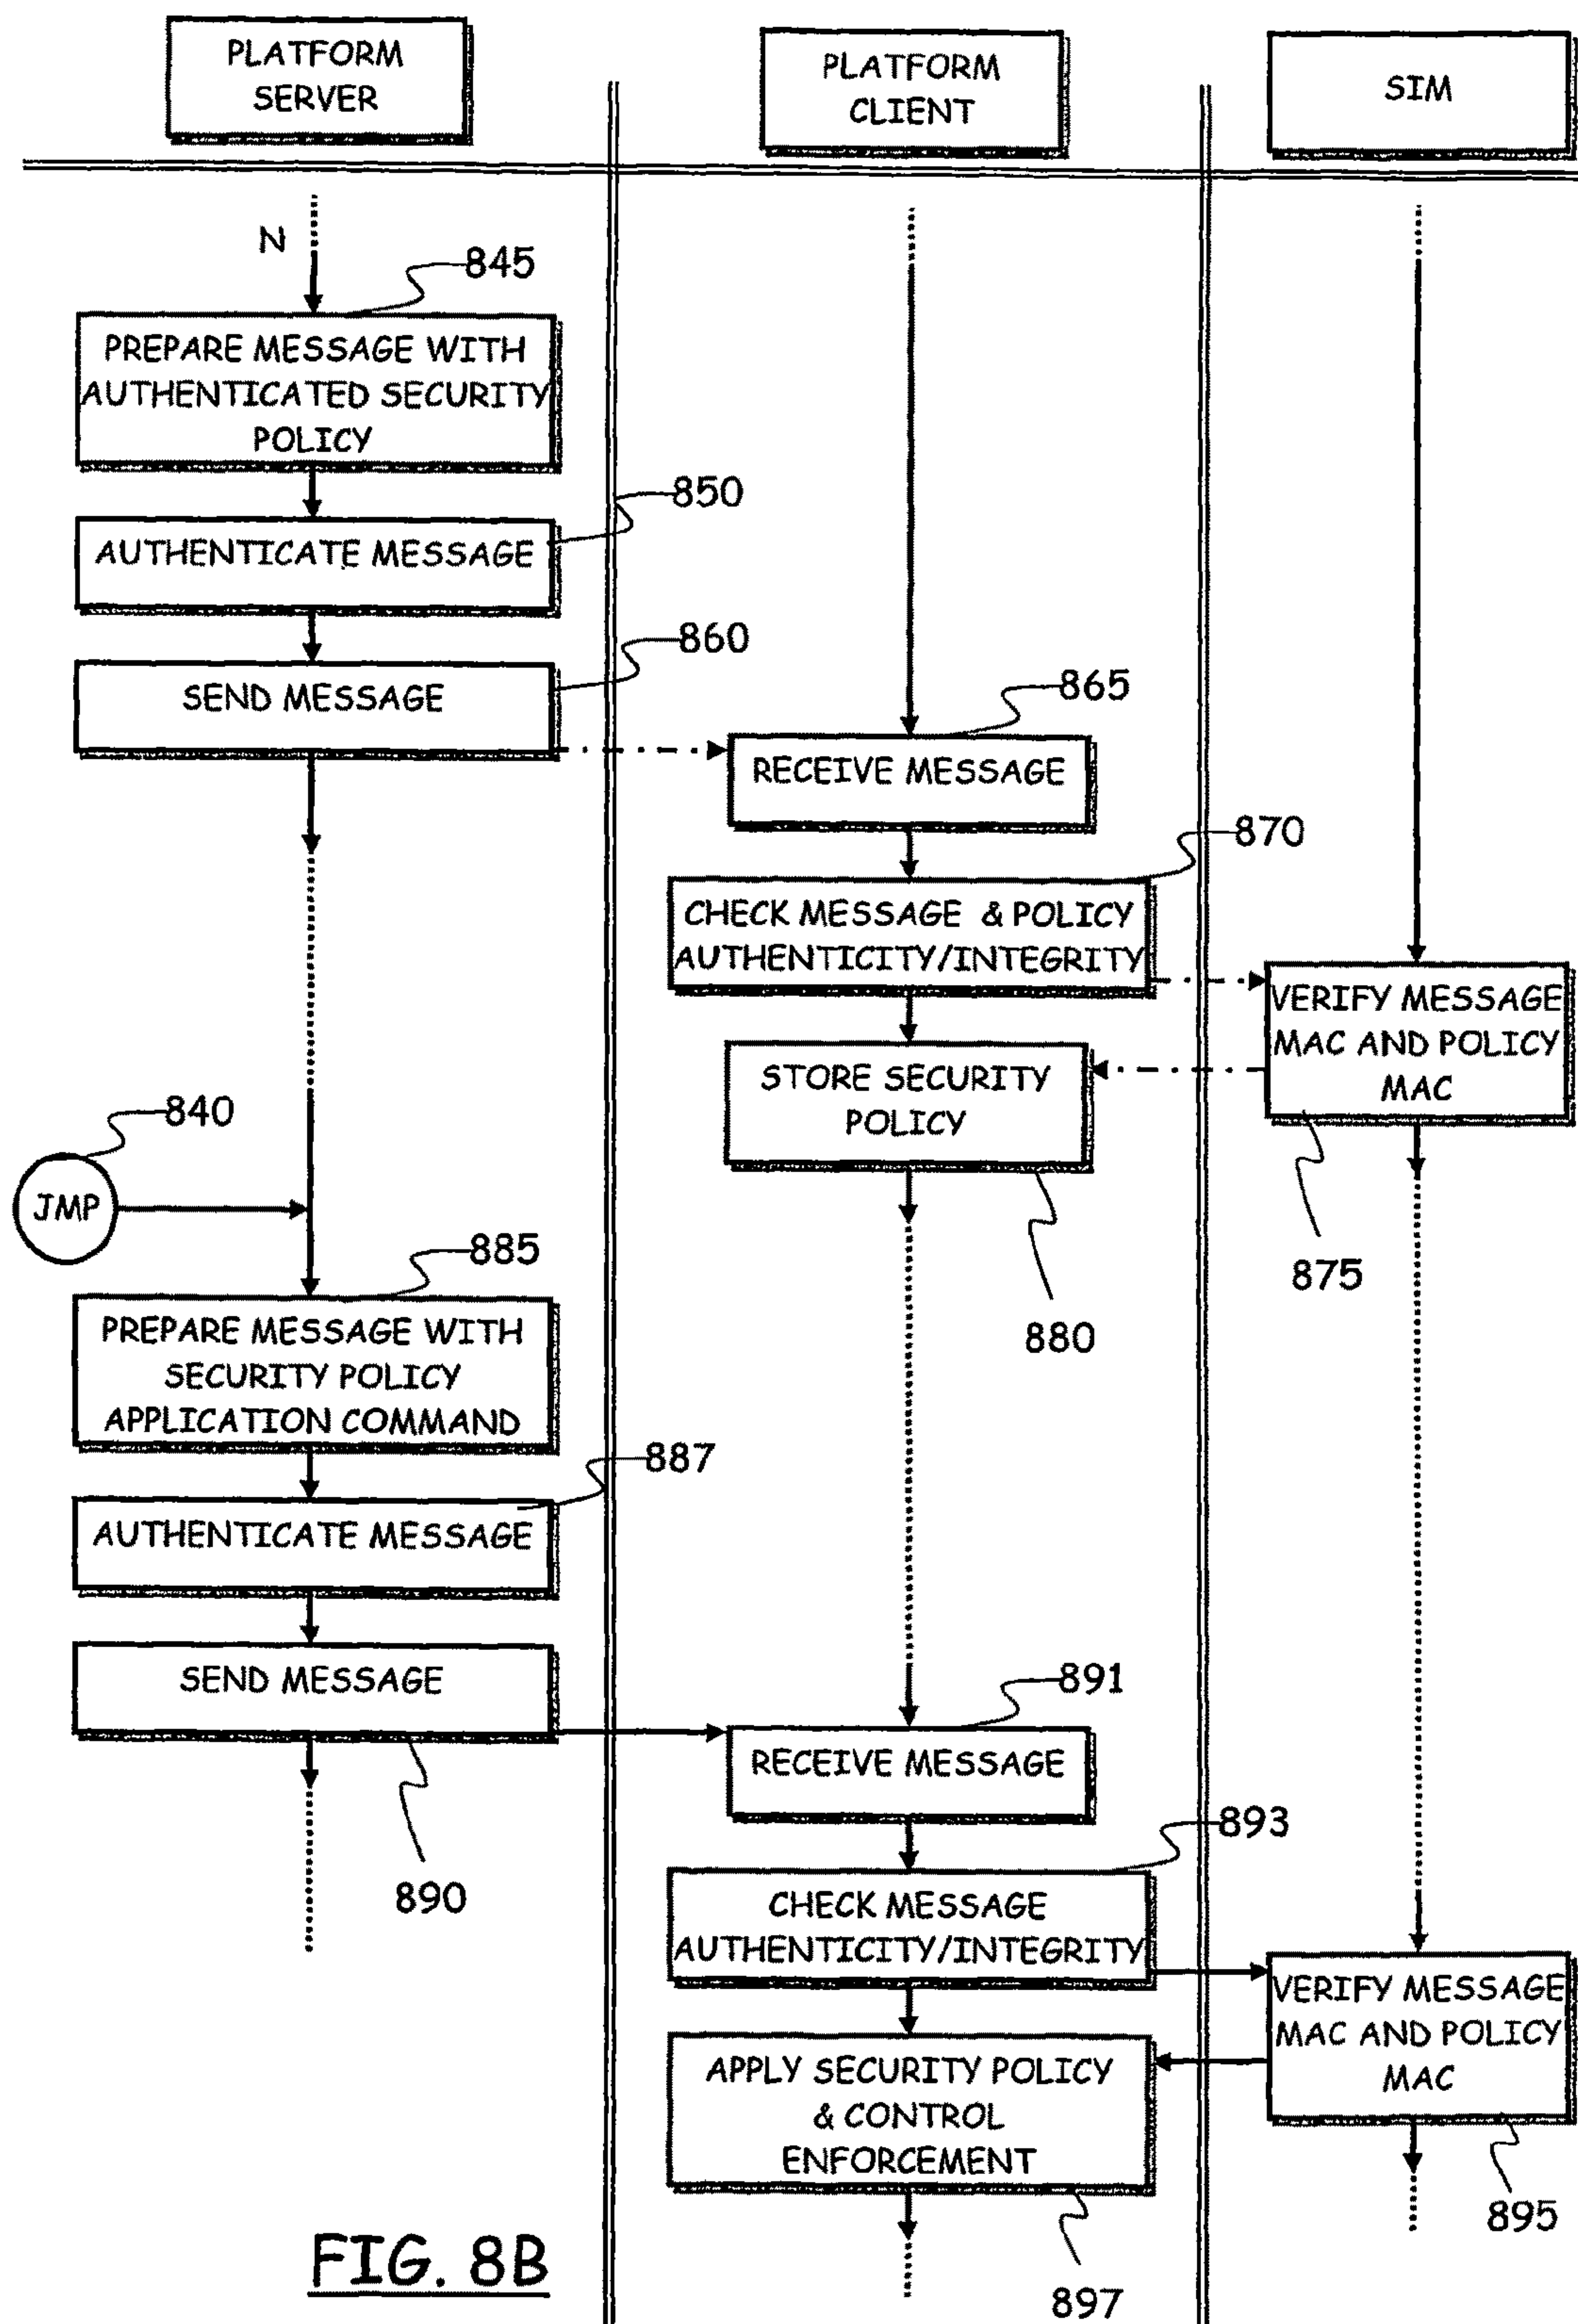 PLATFORM
SERVER
PLATFORM
CLIENT
SIM
N
845
PREPARE MESSAGE WITH
AUTHENTICATED SECURITY
POLICY
850
AUTHENTICATE MESSAGE
860
SEND MESSAGE
865
RECEIVE MESSAGE
870
CHECK MESSAGE & POLICY
AUTHENTICITY/INTEGRITY
VERIFY MESSAGE
MAC AND POLICY
MAC
875
STORE SECURITY
POLICY
880
840
JMP
885
PREPARE MESSAGE WITH
SECURITY POLICY
APPLICATION COMMAND
887
AUTHENTICATE MESSAGE
SEND MESSAGE
890
891
RECEIVE MESSAGE
893
CHECK MESSAGE
AUTHENTICITY/INTEGRITY
VERIFY MESSAGE
MAC AND POLICY
MAC
895
APPLY SECURITY POLICY
& CONTROL
ENFORCEMENT
897
FIG. 8B